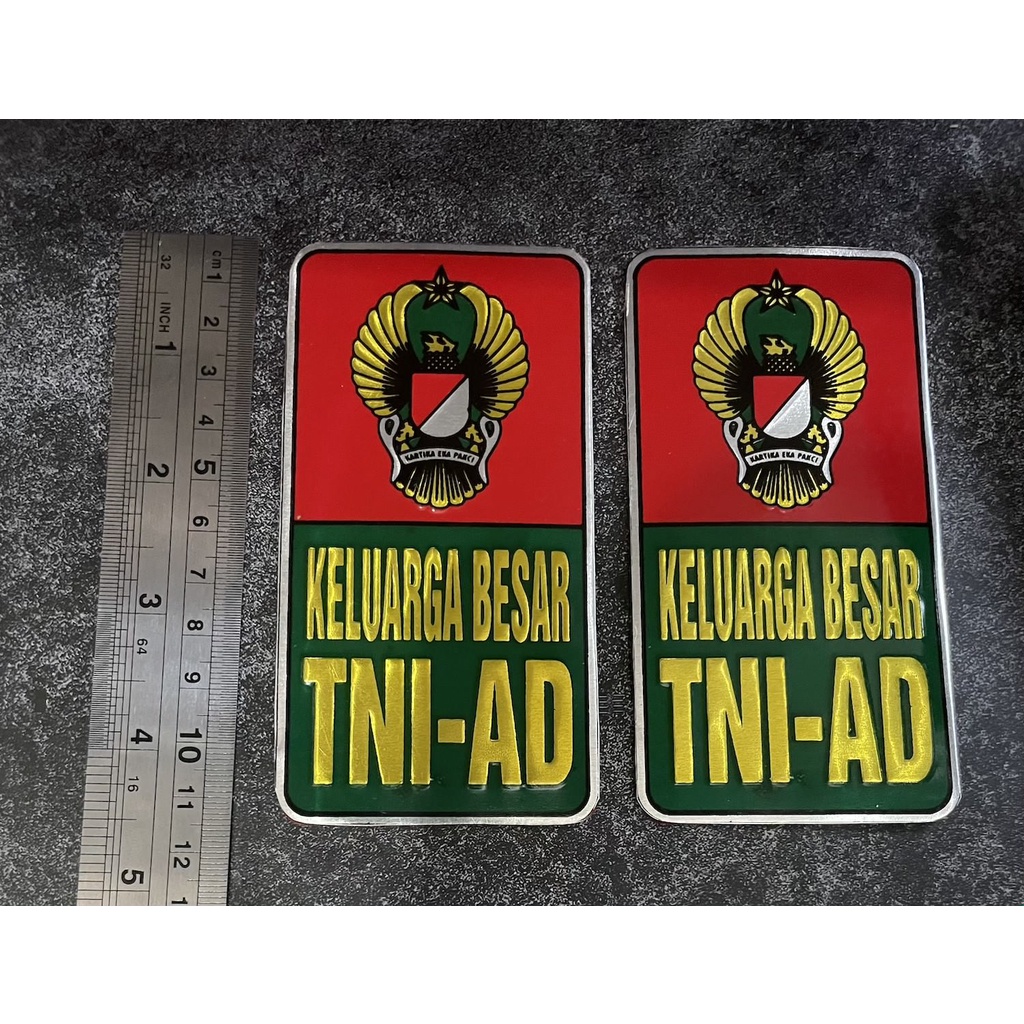 cm 1 2 3 4 5 6 7 8 9 10 11 12
32 INCH 1 2 3 64 4 16 5
KARTIKA EKA PAKCI
KELUARGA BESAR
TNI-AD
KARTIKA EKA PAKCI
KELUARGA BESAR
TNI-AD